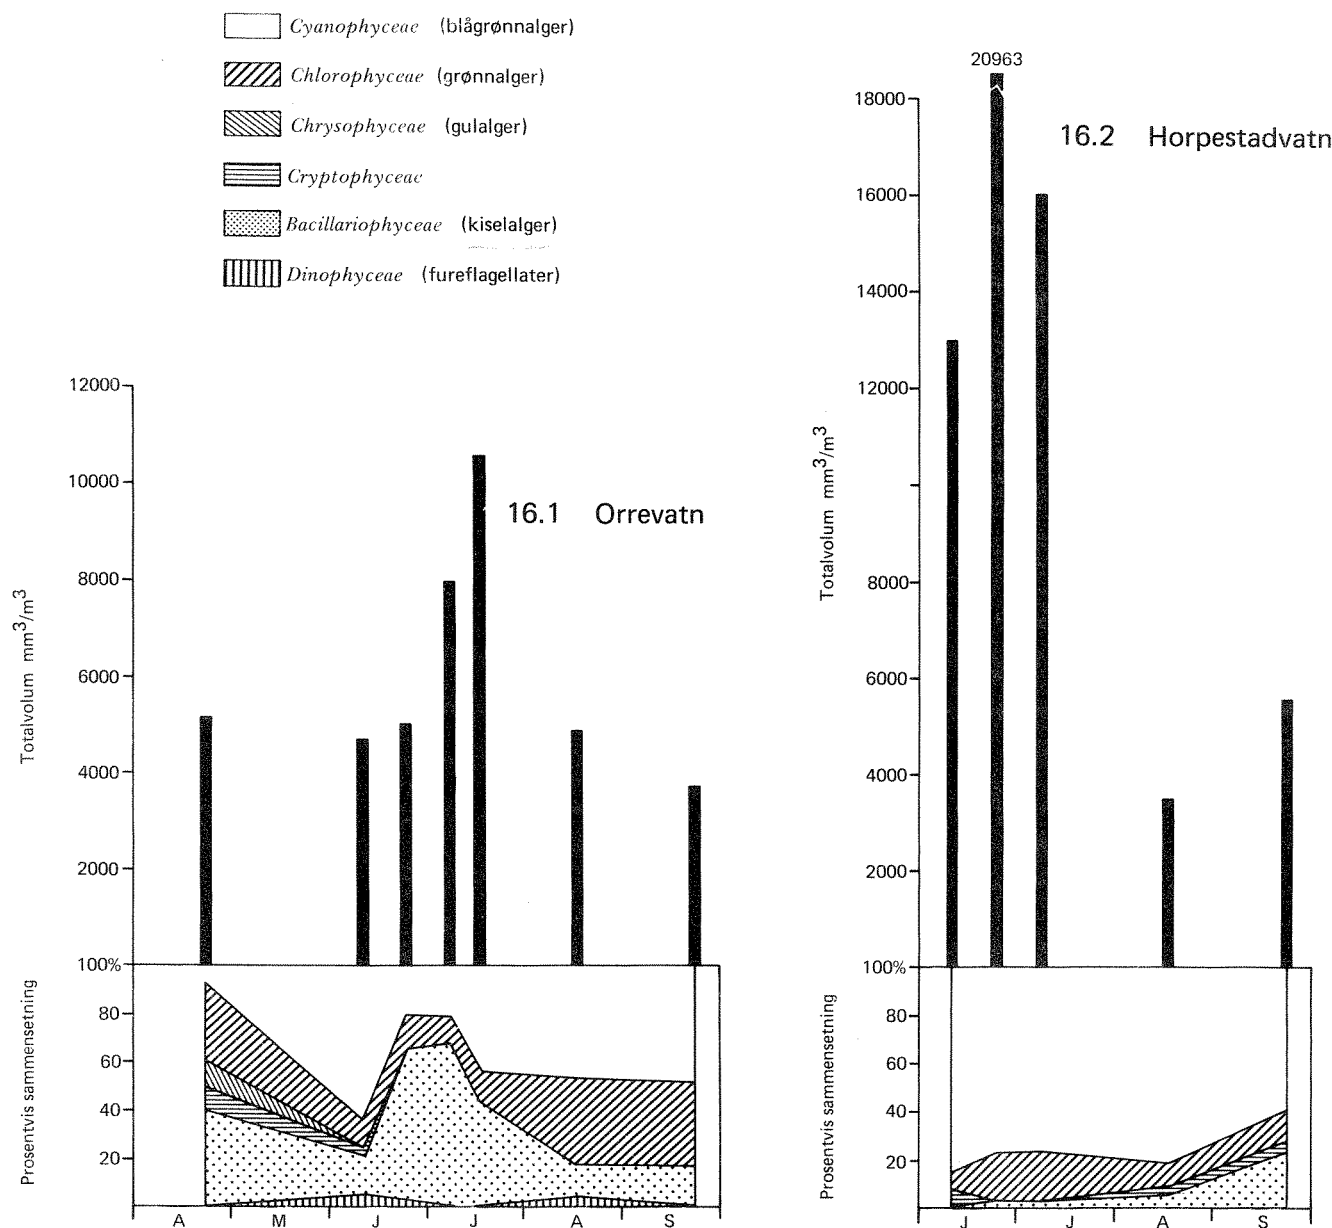 Cyanophyceae (blågrønnalger)
Chlorophyceae (grønnalger)
Chrysophyceae (gulalger)
Cryptophyceae
Bacillariophyceae (kiselalger)
Dinophyceae (fureflagellater)
16.1 Orrevatn
Totalvolum mm³/m³
12000
10000
8000
6000
4000
2000
100%
80
60
40
20
Prosentvis sammensetning
A M J J A S
16.2 Horpestadvatn
20963
Totalvolum mm³/m³
18000
16000
14000
12000
8000
6000
4000
2000
100%
80
60
40
20
Prosentvis sammensetning
J J A S